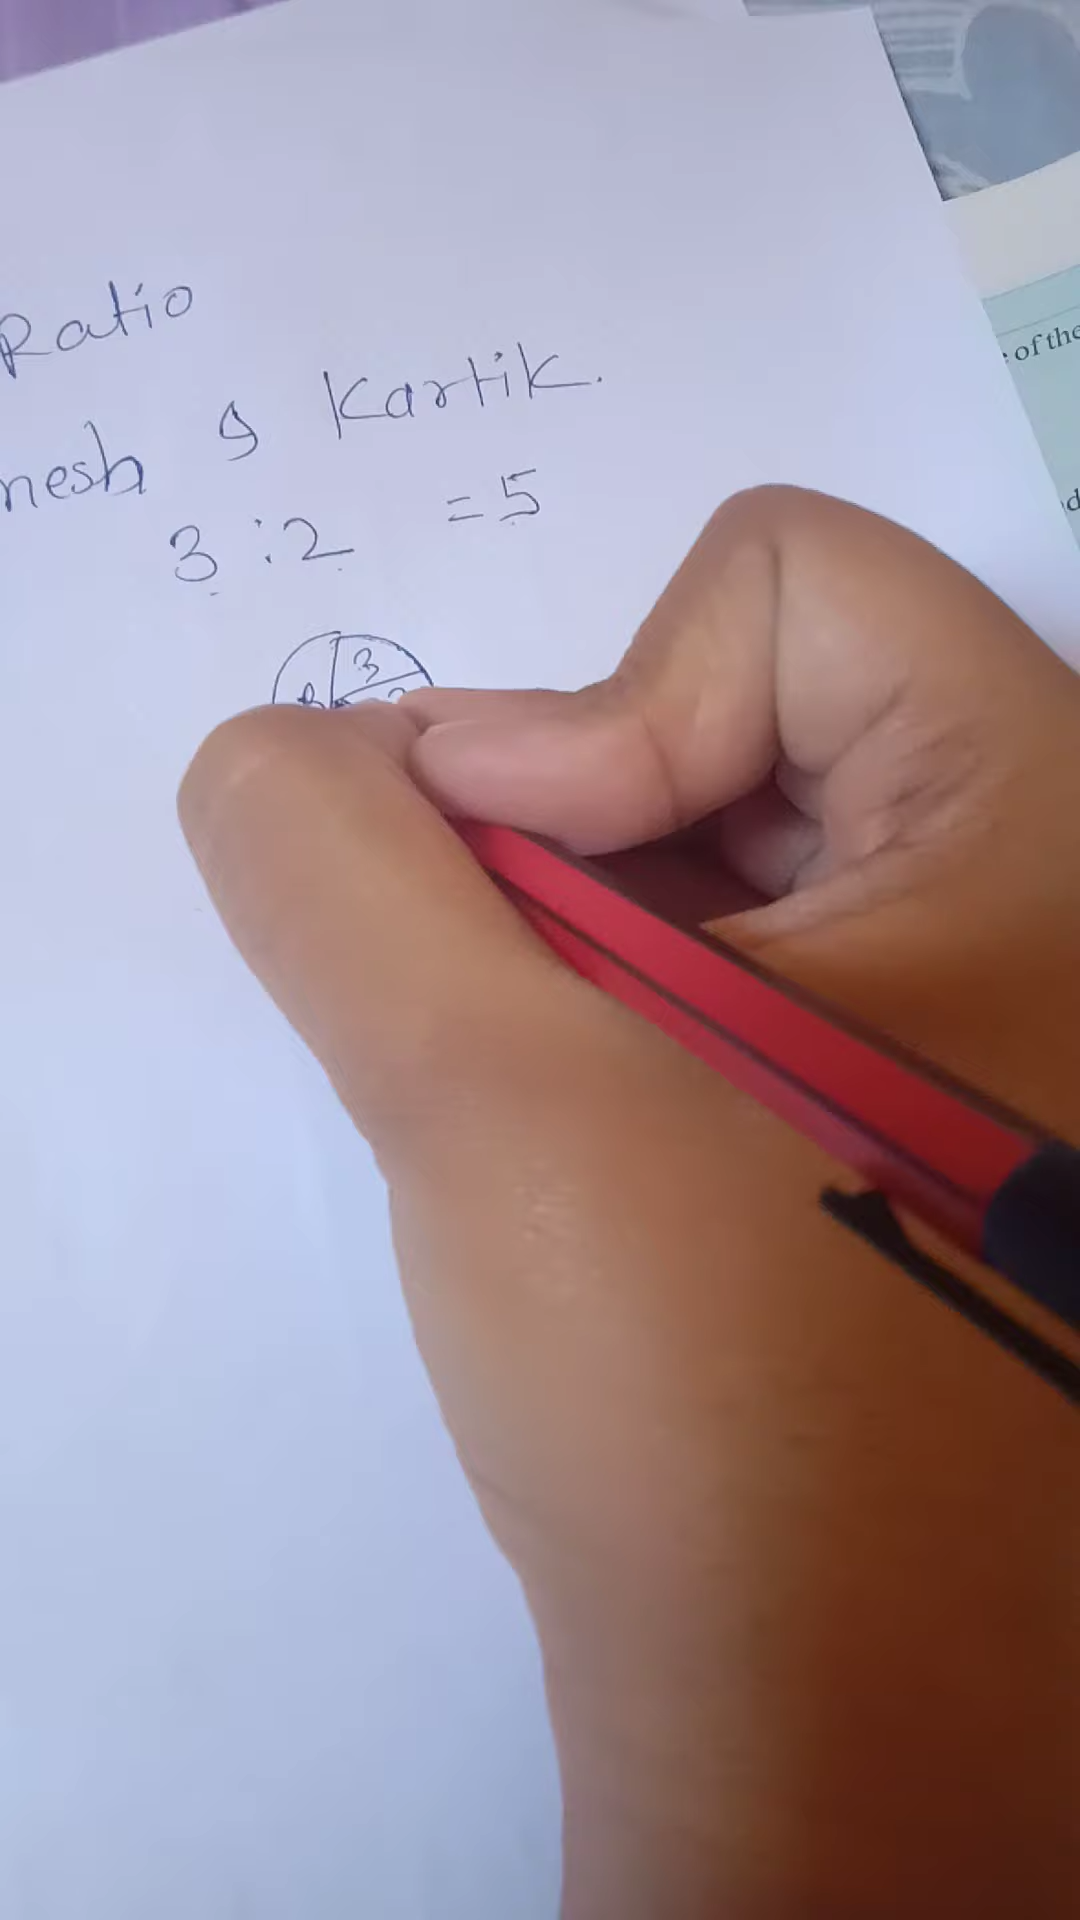 Ratio
nesh & Kartik.
3 : 2 = 5
3
of the